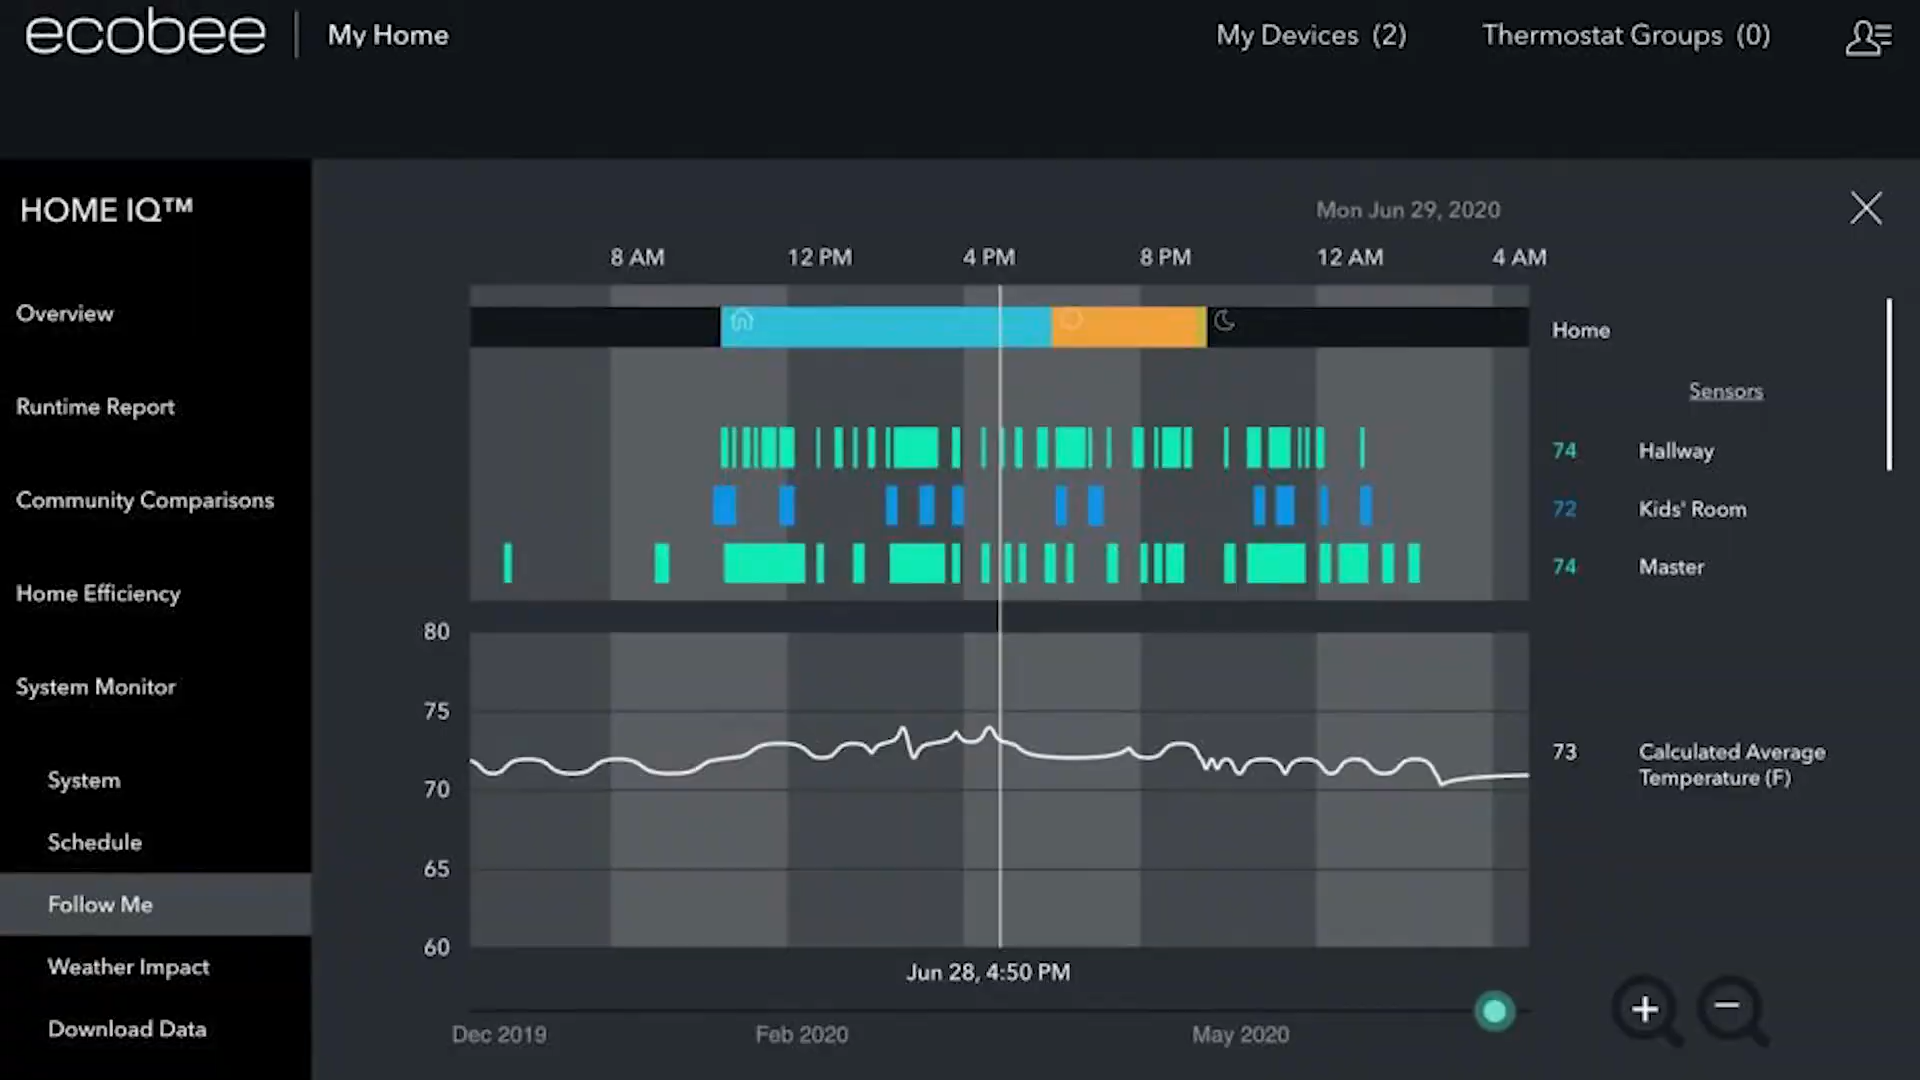 ecobee
My Home
My Devices (2)
Thermostat Groups (0)
HOME IQ™
Overview
Runtime Report
Community Comparisons
Home Efficiency
System Monitor
System
Schedule
Follow Me
Weather Impact
Download Data
Mon Jun 29, 2020
8 AM 12 PM 4 PM 8 PM 12 AM 4 AM
Home
Sensors
74 Hallway
72 Kids' Room
74 Master
80
75
70
65
60
73 Calculated Average
Temperature (F)
Jun 28, 4:50 PM
Dec 2019 Feb 2020 May 2020